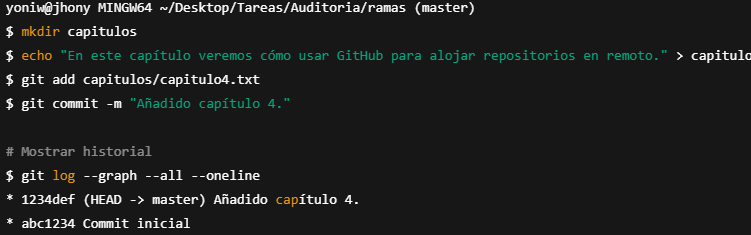 yoniw@jhony MINGW64 ~/Desktop/Tareas/Auditoria/ramas (master)
$ mkdir capitulos
$ echo "En este capítulo veremos cómo usar GitHub para alojar repositorios en remoto." > capitulo
$ git add capitulos/capitulo4.txt
$ git commit -m "Añadido capítulo 4."
# Mostrar historial
$ git log --graph --all --oneline
* 1234def (HEAD -> master) Añadido capítulo 4.
* abc1234 Commit inicial